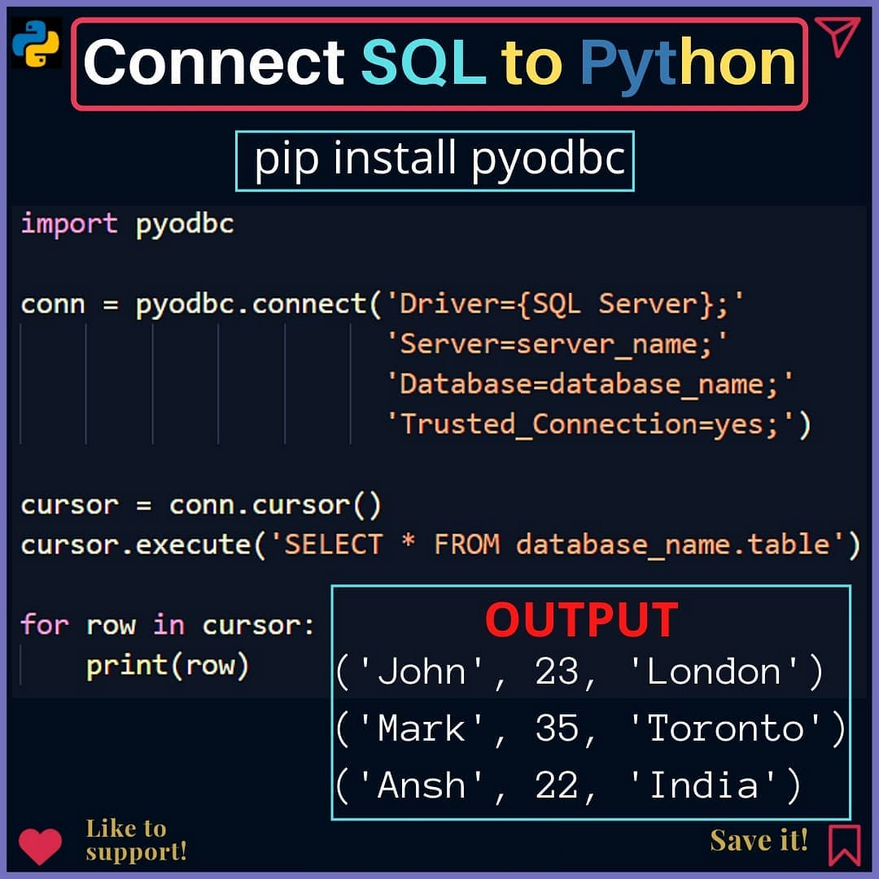 Connect SQL to Python
pip install pyodbc
import pyodbc
conn = pyodbc.connect('Driver={SQL Server};'
'Server=server_name;'
'Database=database_name;'
'Trusted_Connection=yes;')
cursor = conn.cursor()
cursor.execute('SELECT * FROM database_name.table')
for row in cursor:
print(row)
OUTPUT
('John', 23, 'London')
('Mark', 35, 'Toronto')
('Ansh', 22, 'India')
Like to
support!
Save it!